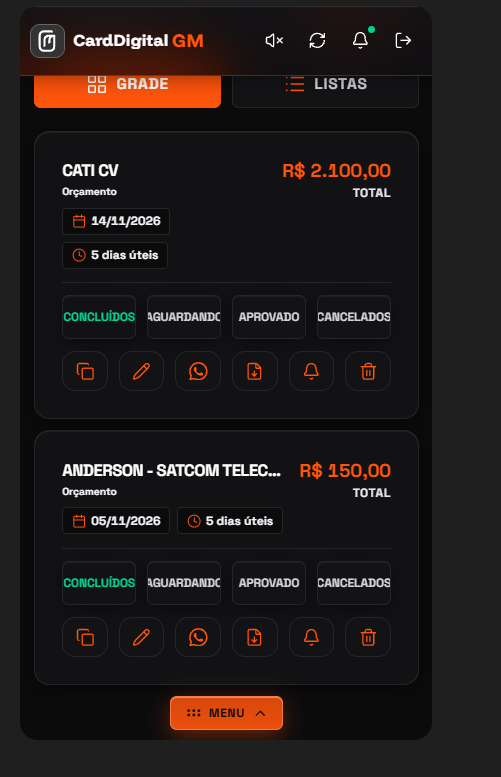 CardDigital GM
GRADE
LISTAS
CATI CV
R$ 2.100,00
Orçamento
TOTAL
14/11/2026
5 dias úteis
CONCLUÍDOS AGUARDANDO APROVADO CANCELADOS
ANDERSON - SATCOM TELEC...
R$ 150,00
Orçamento
TOTAL
05/11/2026
5 dias úteis
CONCLUÍDOS AGUARDANDO APROVADO CANCELADOS
MENU